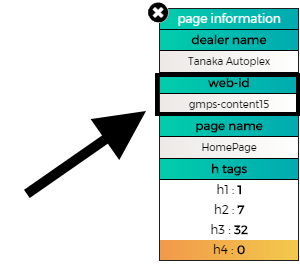 page information
dealer name
Tanaka Autoplex
web-id
gmps-content15
page name
HomePage
h tags
h1 : 1
h2 : 7
h3 : 32
h4 : 0